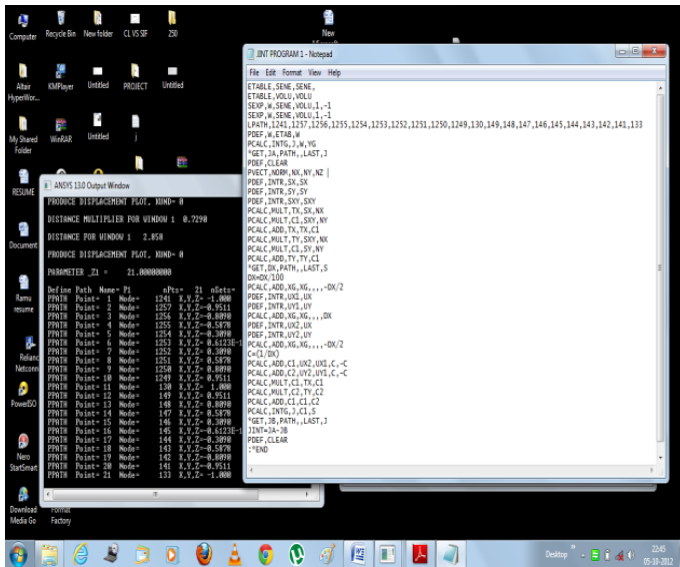 Computer
Recycle Bin
New folder
CL VS SIF
250
New
Altair
HyperWor...
KMPlayer
Untitled
PROJECT
Untitled
My Shared
Folder
WinRAR
Untitled
j
RESUME
Document
Ramu
resume
Relianc
Netconn
PowerISO
Nero
StartSmart
Download
Media Go
Format
Factory
ANSYS 13.0 Output Window
PRODUCE DISPLACEMENT PLOT, KUND= 0
DISTANCE MULTIPLIER FOR WINDOW 1 0.7290
DISTANCE FOR WINDOW 1 2.858
PRODUCE DISPLACEMENT PLOT, KUND= 0
PARAMETER _Z1 = 21.00000000
Define Path Name= P1 nPts= 21 nSets=
PPATH Point= 1 Node= 1241 X,Y,Z= -1.000
PPATH Point= 2 Node= 1257 X,Y,Z=-0.9511
PPATH Point= 3 Node= 1256 X,Y,Z=-0.8090
PPATH Point= 4 Node= 1255 X,Y,Z=-0.5878
PPATH Point= 5 Node= 1254 X,Y,Z=-0.3090
PPATH Point= 6 Node= 1253 X,Y,Z= 0.6123E-1
PPATH Point= 7 Node= 1252 X,Y,Z= 0.3090
PPATH Point= 8 Node= 1251 X,Y,Z= 0.5878
PPATH Point= 9 Node= 1250 X,Y,Z= 0.8090
PPATH Point= 10 Node= 1249 X,Y,Z= 0.9511
PPATH Point= 11 Node= 130 X,Y,Z= 1.000
PPATH Point= 12 Node= 149 X,Y,Z= 0.9511
PPATH Point= 13 Node= 148 X,Y,Z= 0.8090
PPATH Point= 14 Node= 147 X,Y,Z= 0.5878
PPATH Point= 15 Node= 146 X,Y,Z= 0.3090
PPATH Point= 16 Node= 145 X,Y,Z=-0.6123E-1
PPATH Point= 17 Node= 144 X,Y,Z=-0.3090
PPATH Point= 18 Node= 143 X,Y,Z=-0.5878
PPATH Point= 19 Node= 142 X,Y,Z=-0.8090
PPATH Point= 20 Node= 141 X,Y,Z=-0.9511
PPATH Point= 21 Node= 133 X,Y,Z= -1.000
JINT PROGRAM 1 - Notepad
File Edit Format View Help
ETABLE,SENE,SENE,
ETABLE,VOLU,VOLU
SEXP,W,SENE,VOLU,1,-1
SEXP,W,SENE,VOLU,1,-1
LPATH,1241,1257,1256,1255,1254,1253,1252,1251,1250,1249,130,149,148,147,146,145,144,143,142,141,133
PDEF,W,ETAB,W
PCALC,INTG,J,W,YG
*GET,JA,PATH,,LAST,J
PDEF,CLEAR
PVECT,NORM,NX,NY,NZ
PDEF,INTR,SX,SX
PDEF,INTR,SY,SY
PDEF,INTR,SXY,SXY
PCALC,MULT,TX,SX,NX
PCALC,MULT,C1,SXY,NY
PCALC,ADD,TX,TX,C1
PCALC,MULT,TY,SXY,NX
PCALC,MULT,C1,SY,NY
PCALC,ADD,TY,TY,C1
*GET,DX,PATH,,LAST,S
DX=DX/100
PCALC,ADD,XG,XG,,,,-DX/2
PDEF,INTR,UX1,UX
PDEF,INTR,UY1,UY
PCALC,ADD,XG,XG,,,,DX
PDEF,INTR,UX2,UX
PDEF,INTR,UY2,UY
PCALC,ADD,XG,XG,,,,-DX/2
C=(1/DX)
PCALC,ADD,C1,UX2,UX1,C,-C
PCALC,ADD,C2,UY2,UY1,C,-C
PCALC,MULT,C1,TX,C1
PCALC,MULT,C2,TY,C2
PCALC,ADD,C1,C1,C2
PCALC,INTG,J,C1,S
*GET,JB,PATH,,LAST,J
JINT=JA-JB
PDEF,CLEAR
:*END
Desktop
22:45
05-10-2012